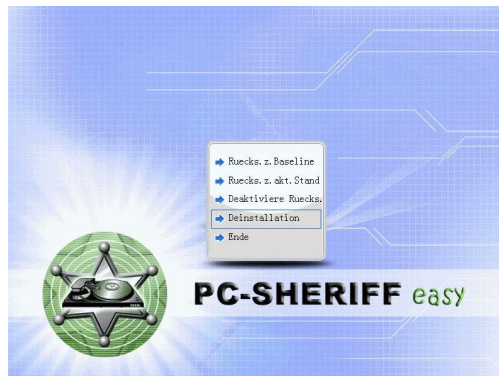 Ruecks.z.Baseline
Ruecks.z.akt.Stand
Deaktiviere Ruecks.
Deinstallation
Ende
PC-SHERIFF easy